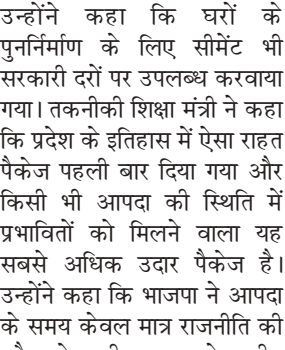 उन्होंने कहा कि घरों के
पुनर्निर्माण के लिए सीमेंट भी
सरकारी दरों पर उपलब्ध करवाया
गया। तकनीकी शिक्षा मंत्री ने कहा
कि प्रदेश के इतिहास में ऐसा राहत
पैकेज पहली बार दिया गया और
किसी भी आपदा की स्थिति में
प्रभावितों को मिलने वाला यह
सबसे अधिक उदार पैकेज है।
उन्होंने कहा कि भाजपा ने आपदा
के समय केवल मात्र राजनीति की